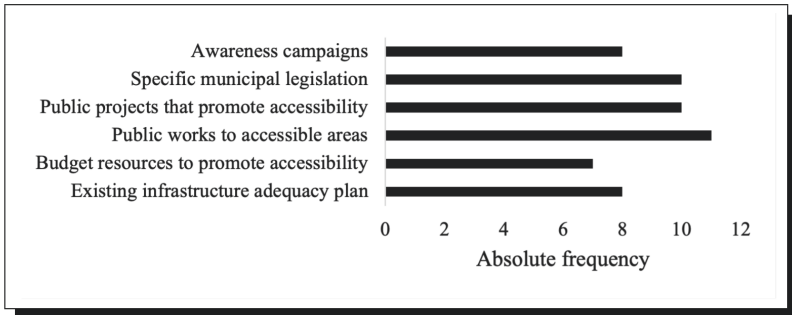 Awareness campaigns
Specific municipal legislation
Public projects that promote accessibility
Public works to accessible areas
Budget resources to promote accessibility
Existing infrastructure adequacy plan
0 2 4 6 8 10 12
Absolute frequency